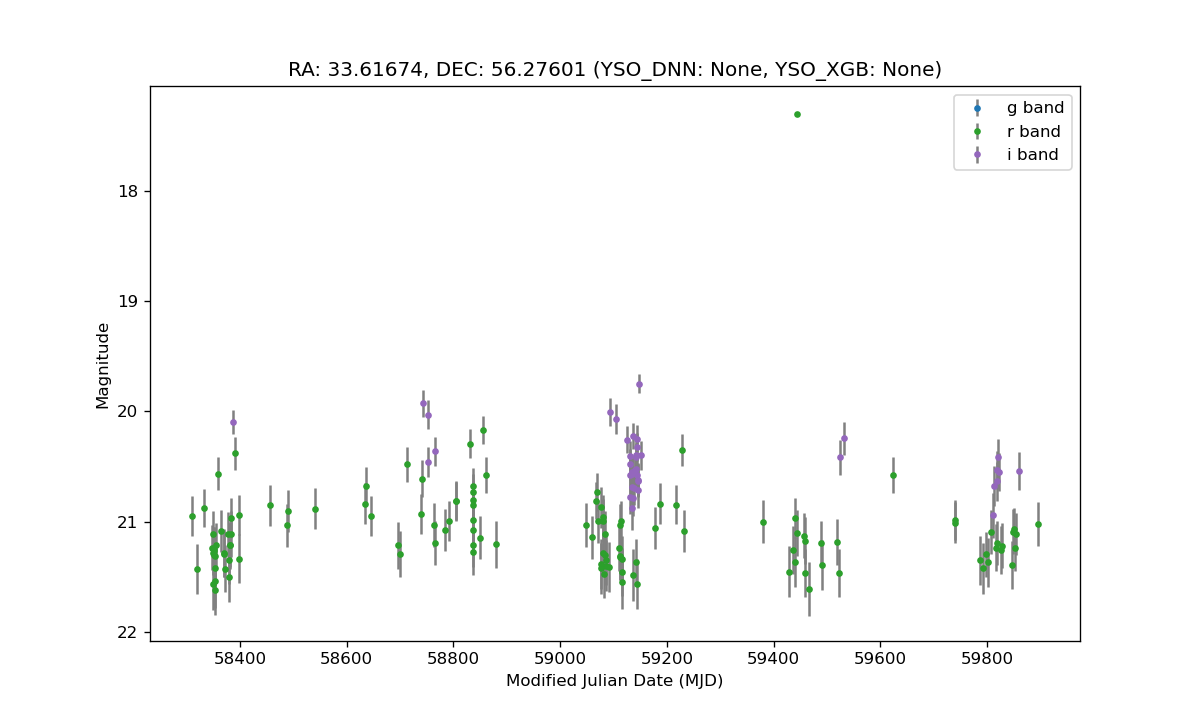 RA: 33.61674, DEC: 56.27601 (YSO_DNN: None, YSO_XGB: None)
g band
r band
i band
18
19
20
21
22
Magnitude
58400 58600 58800 59000 59200 59400 59600 59800
Modified Julian Date (MJD)